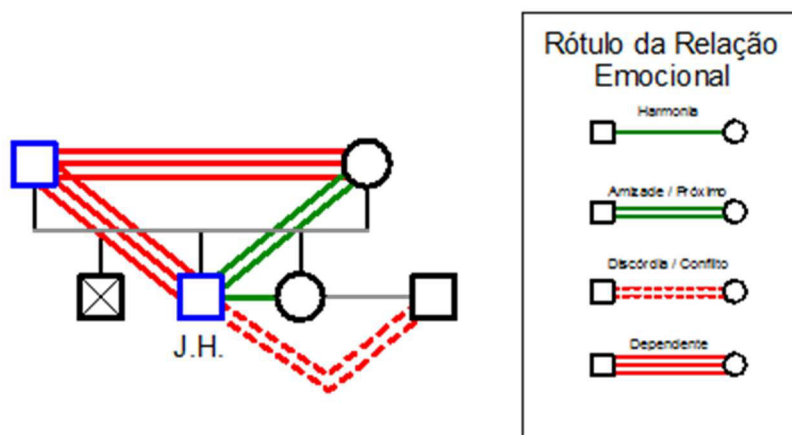 Rótulo da Relação
Emocional
Harmonia
Amizade / Próximo
Discórdia / Conflito
Dependente
J.H.